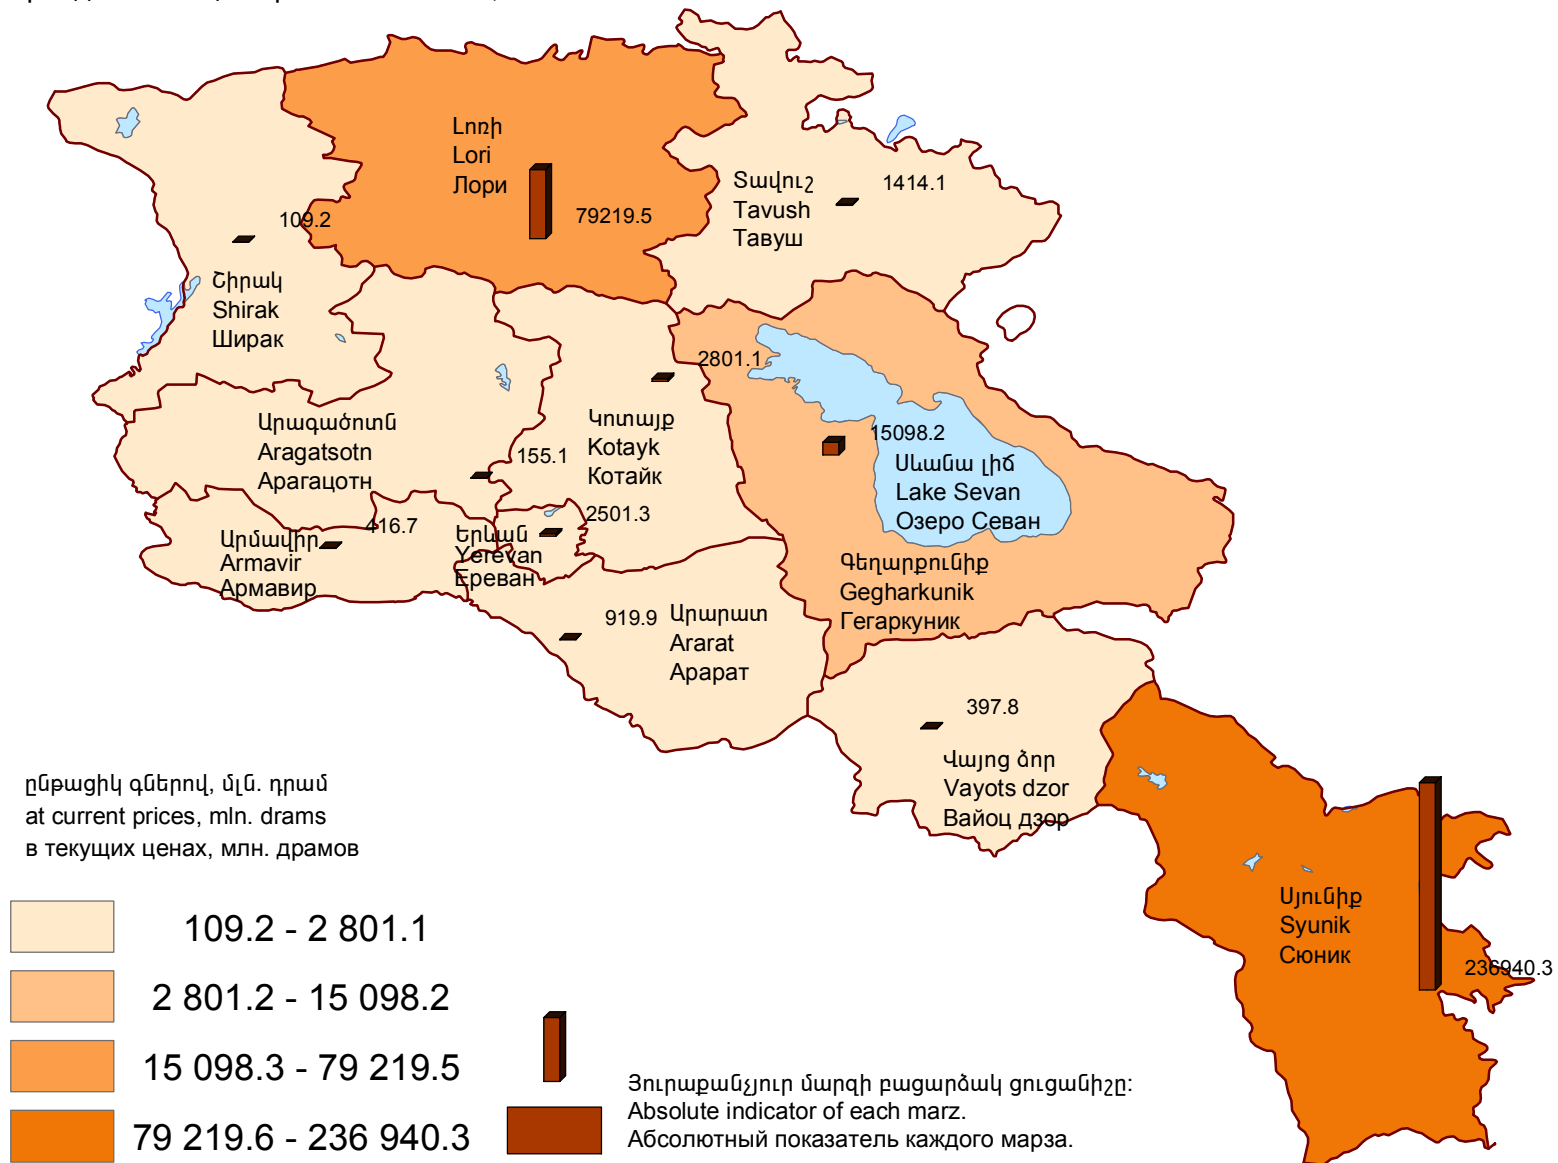 Լոռի
Lori
Лори
79219.5
Տավուշ
Tavush
Тавуш
1414.1
109.2
Շիրակ
Shirak
Ширак
2801.1
Կոտայք
Kotayk
Котайк
Արագածոտն
Aragatsotn
Арагацотн
155.1
15098.2
Սևանա լիճ
Lake Sevan
Озеро Севан
416.7
Արմավիր
Armavir
Армавир
2501.3
Երևան
Yerevan
Ереван
Գեղարքունիք
Gegharkunik
Гегаркуник
919.9
Արարատ
Ararat
Арарат
397.8
Վայոց ձոր
Vayots dzor
Вайоц дзор
Սյունիք
Syunik
Сюник
236940.3
ընթացիկ գներով, մլն. դրամ
at current prices, mln. drams
в текущих ценах, млн. драмов
109.2 - 2 801.1
2 801.2 - 15 098.2
15 098.3 - 79 219.5
79 219.6 - 236 940.3
Յուրաքանչյուր մարզի բացարձակ ցուցանիշը:
Absolute indicator of each marz.
Абсолютный показатель каждого марза.